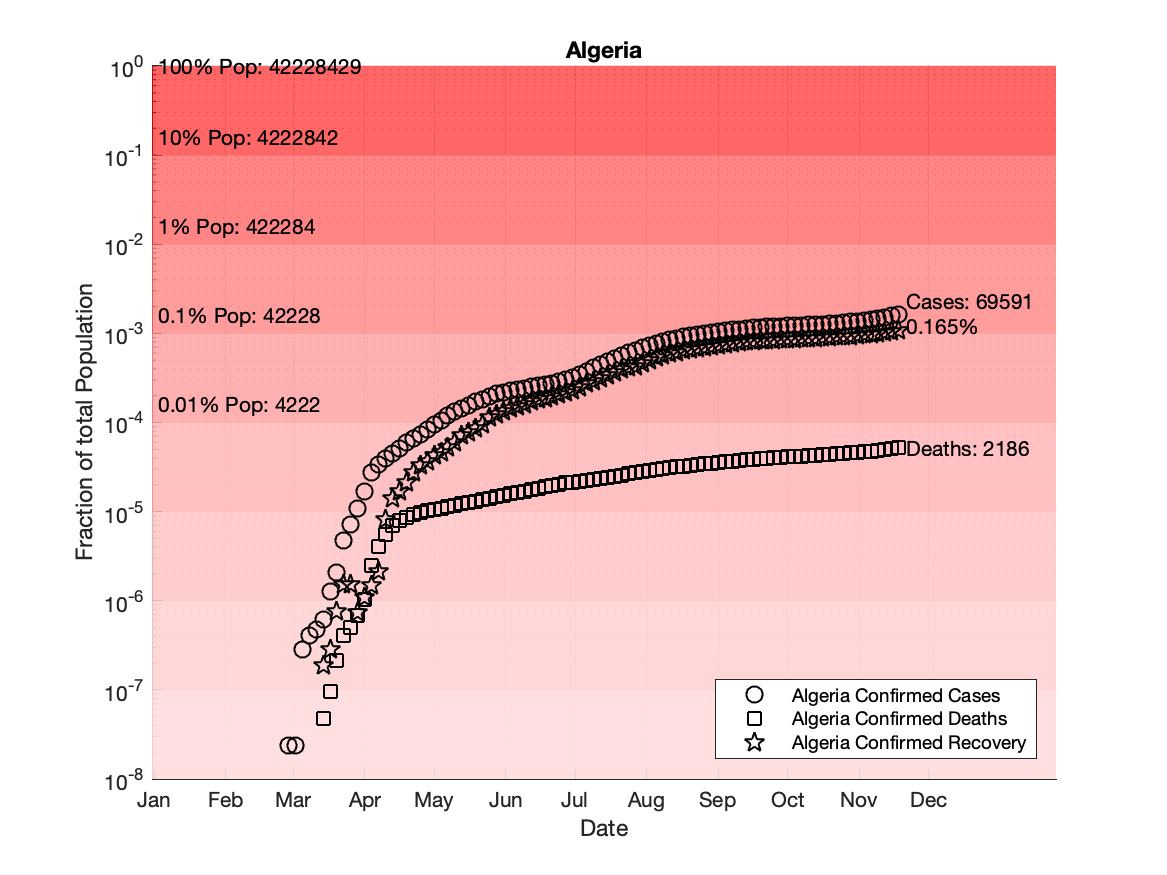 Algeria
10^0
100% Pop: 42228429
10% Pop: 4222842
10^-1
1% Pop: 422284
10^-2
0.1% Pop: 42228
10^-3
Cases: 69591
0.165%
0.01% Pop: 4222
10^-4
Deaths: 2186
10^-5
10^-6
10^-7
10^-8
Fraction of total Population
Algeria Confirmed Cases
Algeria Confirmed Deaths
Algeria Confirmed Recovery
Jan Feb Mar Apr May Jun Jul Aug Sep Oct Nov Dec
Date